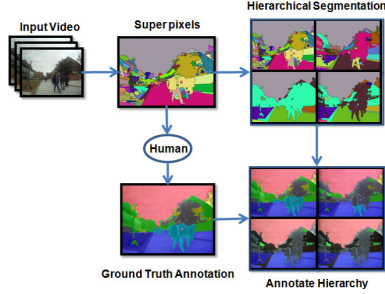 Input Video
Super pixels
Hierarchical Segmentation
Human
Ground Truth Annotation
Annotate Hierarchy